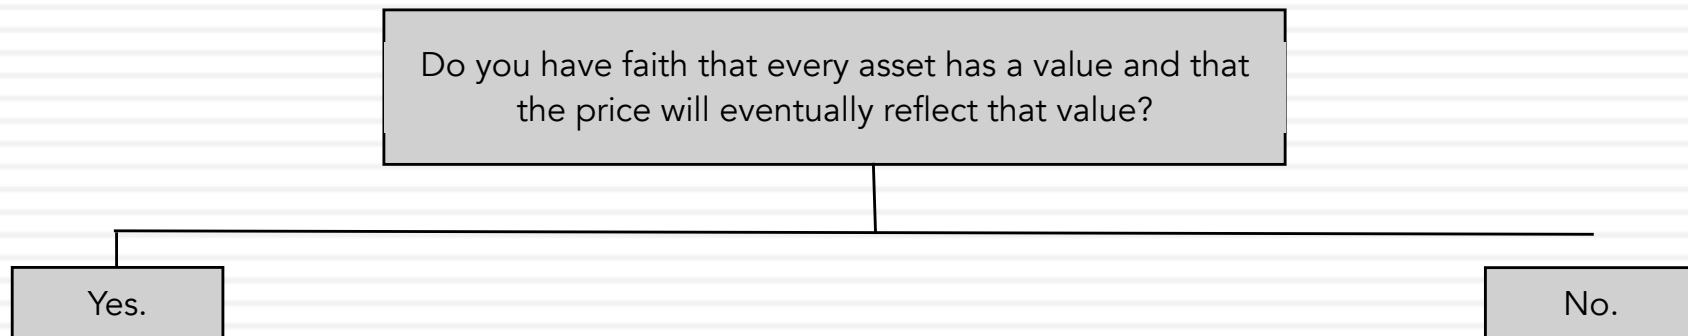 Do you have faith that every asset has a value and that
the price will eventually reflect that value?
Yes.
No.